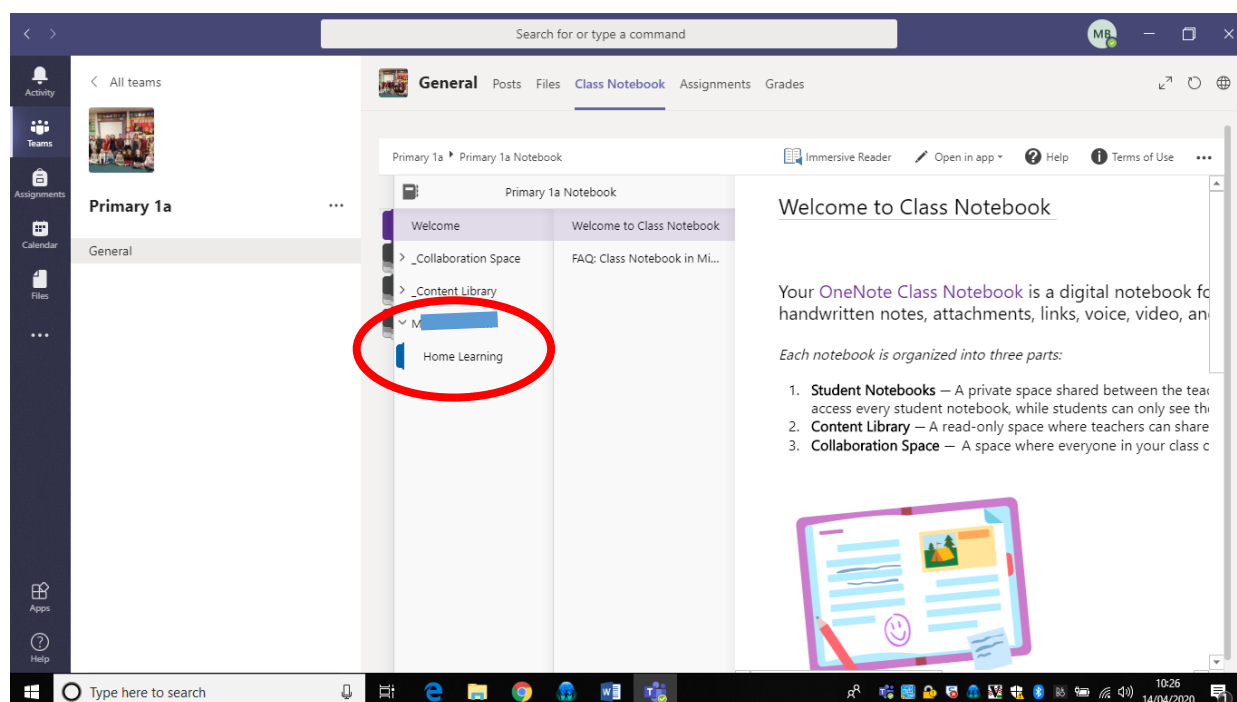 Search for or type a command
MB
Activity
Teams
Assignments
Calendar
Files
Apps
Help
All teams
Primary 1a
General
General Posts Files Class Notebook Assignments Grades
Primary 1a Primary 1a Notebook
Immersive Reader Open in app Help Terms of Use
Primary 1a Notebook
Welcome
_Collaboration Space
_Content Library
M
Home Learning
Welcome to Class Notebook
FAQ: Class Notebook in Mi...
Welcome to Class Notebook
Your OneNote Class Notebook is a digital notebook fo
handwritten notes, attachments, links, voice, video, an
Each notebook is organized into three parts:
1. Student Notebooks — A private space shared between the teac
access every student notebook, while students can only see the
2. Content Library — A read-only space where teachers can share
3. Collaboration Space — A space where everyone in your class c
Type here to search
10:26
14/04/2020